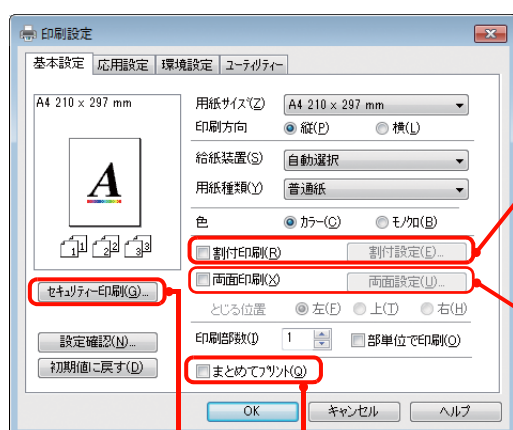 印刷設定
基本設定 応用設定 環境設定 ユーティリティー
A4 210 x 297 mm
用紙サイズ(Z) A4 210 x 297 mm
印刷方向 縦(P) 横(L)
給紙装置(S) 自動選択
用紙種類(Y) 普通紙
A
色 カラー(C) モノクロ(B)
1 1 2 2 3 3
割付印刷(R) 割付設定(E)...
セキュリティー印刷(G)...
両面印刷(X) 両面設定(U)...
とじる位置 左(F) 上(T) 右(H)
設定確認(N)...
印刷部数(I) 1 部単位で印刷(O)
初期値に戻す(D)
まとめてプリント(Q)
OK キャンセル ヘルプ